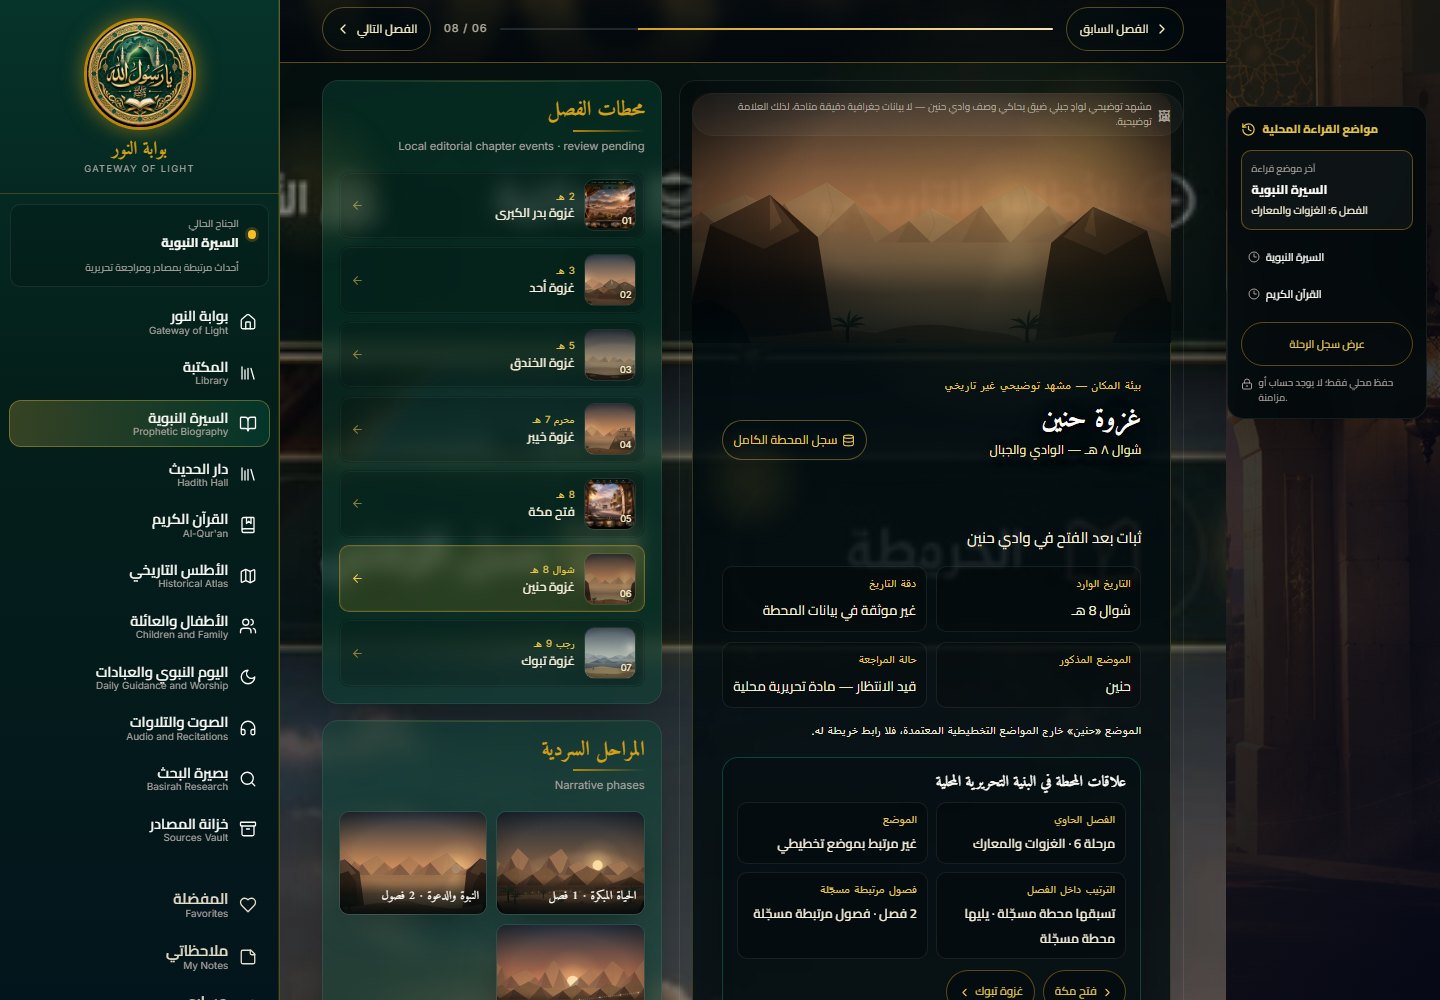 يا رسول الله
بوابة النور
GATEWAY OF LIGHT
الجناح الحالي
السيرة النبوية
أحداث مرتبطة بمصادر ومراجعة تحريرية
بوابة النور
Gateway of Light
المكتبة
Library
السيرة النبوية
Prophetic Biography
دار الحديث
Hadith Hall
القرآن الكريم
Al-Qur'an
الأطلس التاريخي
Historical Atlas
الأطفال والعائلة
Children and Family
اليوم النبوي والعبادات
Daily Guidance and Worship
الصوت والتلاوات
Audio and Recitations
بصيرة البحث
Basirah Research
خزانة المصادر
Sources Vault
المفضلة
Favorites
ملاحظاتي
My Notes
الفصل السابق
08 / 06
الفصل التالي
محطات الفصل
Local editorial chapter events · review pending
2 هـ
غزوة بدر الكبرى
01
3 هـ
غزوة أحد
02
5 هـ
غزوة الخندق
03
محرم 7 هـ
غزوة خيبر
04
8 هـ
فتح مكة
05
شوال 8 هـ
غزوة حنين
06
رجب 9 هـ
غزوة تبوك
07
المراحل السردية
Narrative phases
الحياة المبكرة · 1 فصل
النبوة والدعوة · 2 فصول
مشهد توضيحي لوادٍ جبلي ضيق يحاكي وصف وادي حنين — لا بيانات جغرافية دقيقة متاحة، لذلك العلامة
توضيحية.
بيئة المكان — مشهد توضيحي غير تاريخي
غزوة حنين
شوال ٨ هـ — الوادي والجبال
سجل المحطة الكامل
ثبات بعد الفتح في وادي حنين
التاريخ الوارد
شوال 8 هـ
دقة التاريخ
غير موثقة في بيانات المحطة
الموضع المذكور
حنين
حالة المراجعة
قيد الانتظار — مادة تحريرية محلية
الموضع «حنين» خارج المواضع التخطيطية المعتمدة، فلا رابط خريطة له.
علاقات المحطة في البنية التحريرية المحلية
الفصل الحاوي
مرحلة 6 · الغزوات والمعارك
الموضع
غير مرتبط بموضع تخطيطي
الترتيب داخل الفصل
تسبقها محطة مسجّلة · يليها
محطة مسجّلة
فصول مرتبطة مسجّلة
2 فصل · فصول مرتبطة مسجّلة
فتح مكة
غزوة تبوك
مواضع القراءة المحلية
آخر موضع قراءة
السيرة النبوية
الفصل 6: الغزوات والمعارك
السيرة النبوية
القرآن الكريم
عرض سجل الرحلة
حفظ محلي فقط؛ لا يوجد حساب أو
مزامنة.